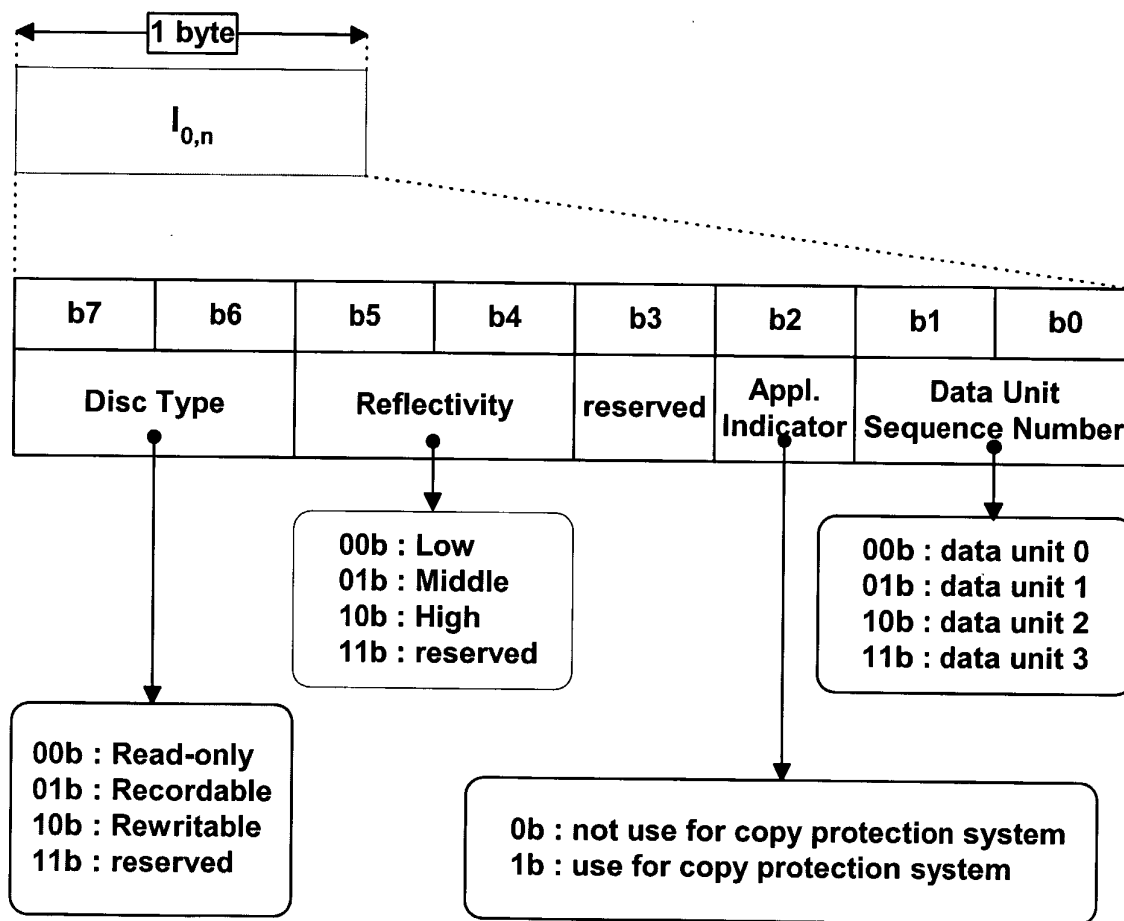 1 byte
I0,n
b7 b6 b5 b4 b3 b2 b1 b0
Disc Type
Reflectivity
reserved
Appl.
Indicator
Data Unit
Sequence Number
00b : Low
01b : Middle
10b : High
11b : reserved
00b : data unit 0
01b : data unit 1
10b : data unit 2
11b : data unit 3
00b : Read-only
01b : Recordable
10b : Rewritable
11b : reserved
0b : not use for copy protection system
1b : use for copy protection system